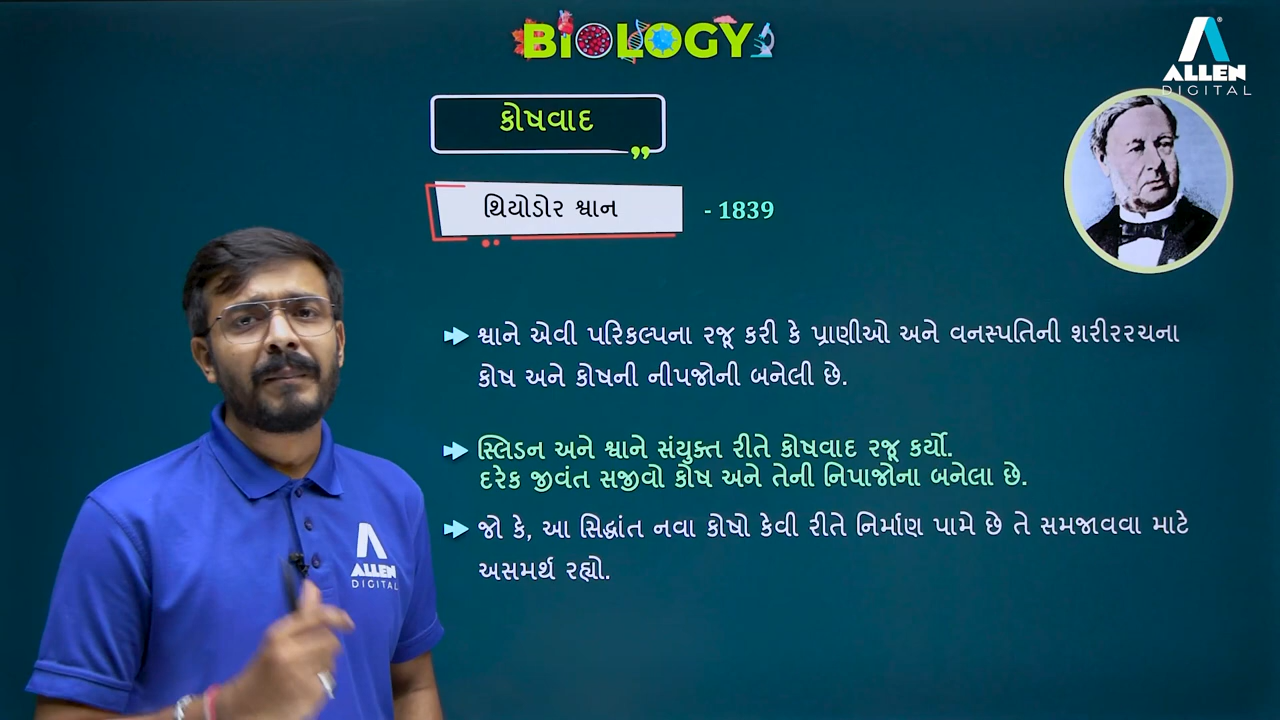 BIOLOGY
ALLEN
DIGITAL
કોષવાદ
થિયોડોર શ્વાન - 1839
શ્વાને એવી પરિકલ્પના રજૂ કરી કે પ્રાણીઓ અને વનસ્પતિની શરીરરચના
કોષ અને કોષની નીપજોની બનેલી છે.
સ્લિડન અને શ્વાને સંયુક્ત રીતે કોષવાદ રજૂ કર્યો.
દરેક જીવંત સજીવો કોષ અને તેની નિપાજોના બનેલા છે.
જો કે, આ સિદ્ધાંત નવા કોષો કેવી રીતે નિર્માણ પામે છે તે સમજાવવા માટે
અસમર્થ રહ્યો.
ALLEN
DIGITAL